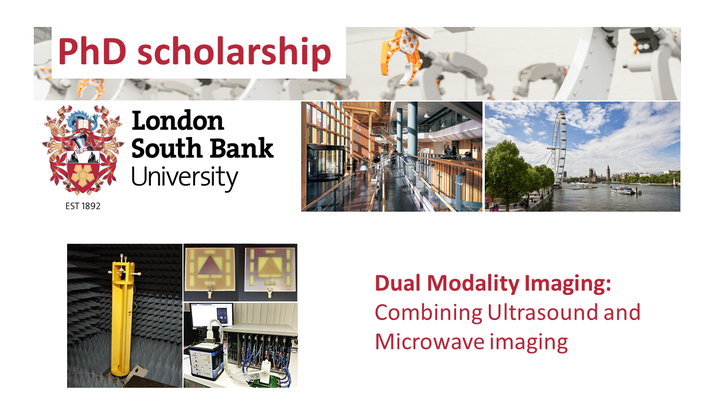 PhD scholarship
London
South Bank
University
EST 1892
Dual Modality Imaging:
Combining Ultrasound and
Microwave imaging